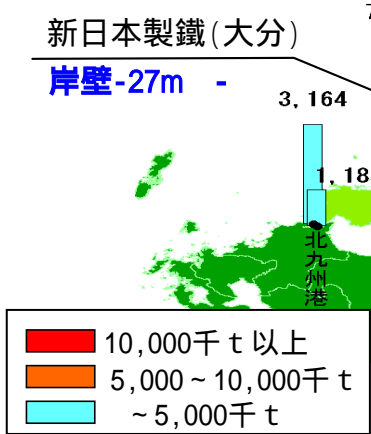 新日本製鐵(大分)
岸壁-27m -
3,164
1,18
北九州港
10,000千t以上
5,000~10,000千t
~5,000千t